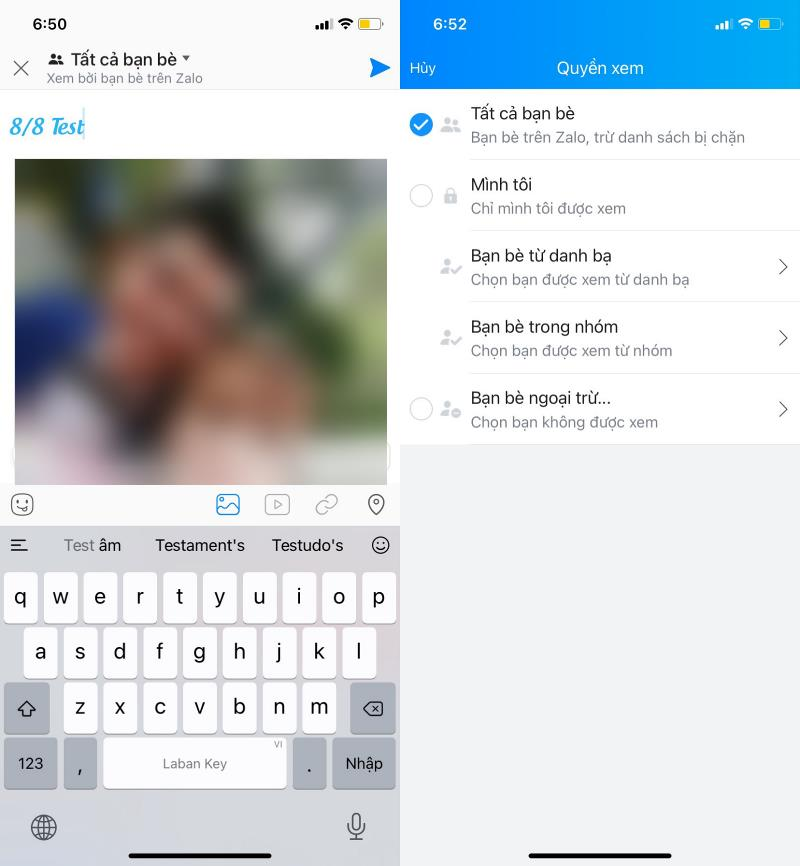 6:50
Tất cả bạn bè
Xem bởi bạn bè trên Zalo
8/8 Test
Test âm Testament's Testudo's
q w e r t y u i o p
a s d f g h j k l
z x c v b n m
123 , VI Laban Key . Nhập
6:52
Hủy Quyền xem
Tất cả bạn bè
Bạn bè trên Zalo, trừ danh sách bị chặn
Mình tôi
Chỉ mình tôi được xem
Bạn bè từ danh bạ
Chọn bạn được xem từ danh bạ
Bạn bè trong nhóm
Chọn bạn được xem từ nhóm
Bạn bè ngoại trừ...
Chọn bạn không được xem